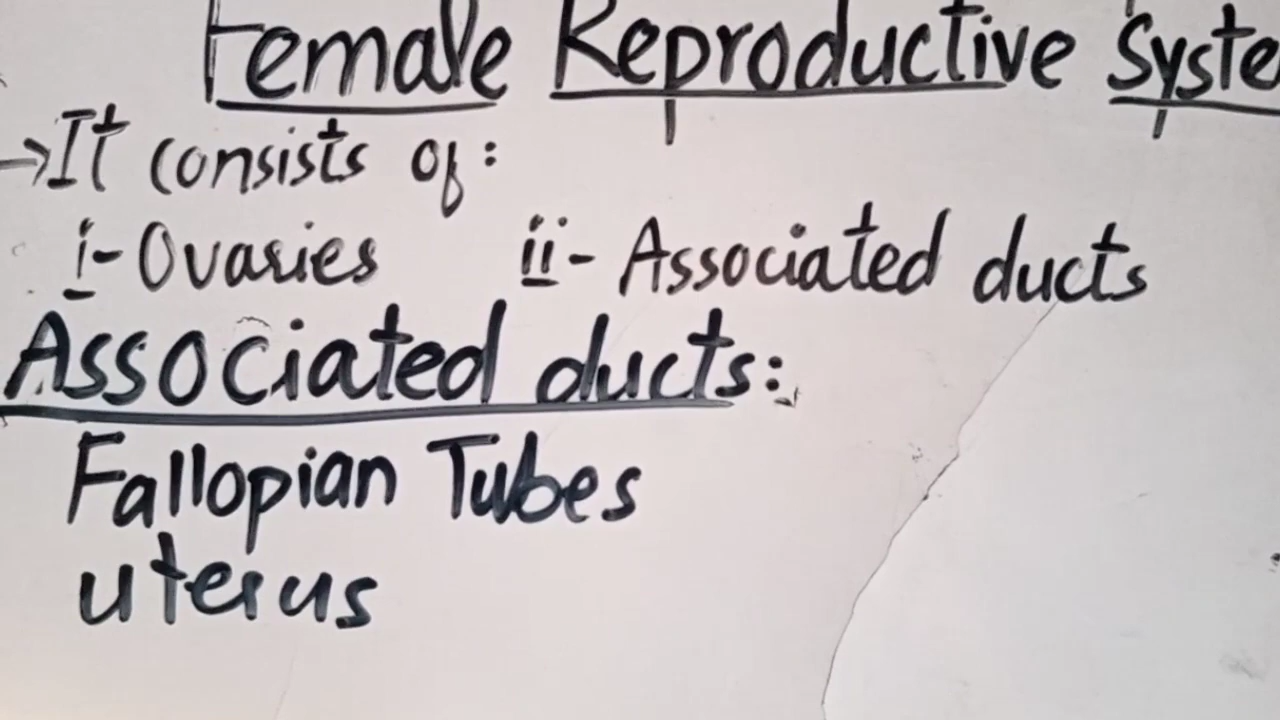 Female Reproductive Syste
→It consists of:
i- Ovaries ii- Associated ducts
Associated ducts:
Fallopian Tubes
uterus